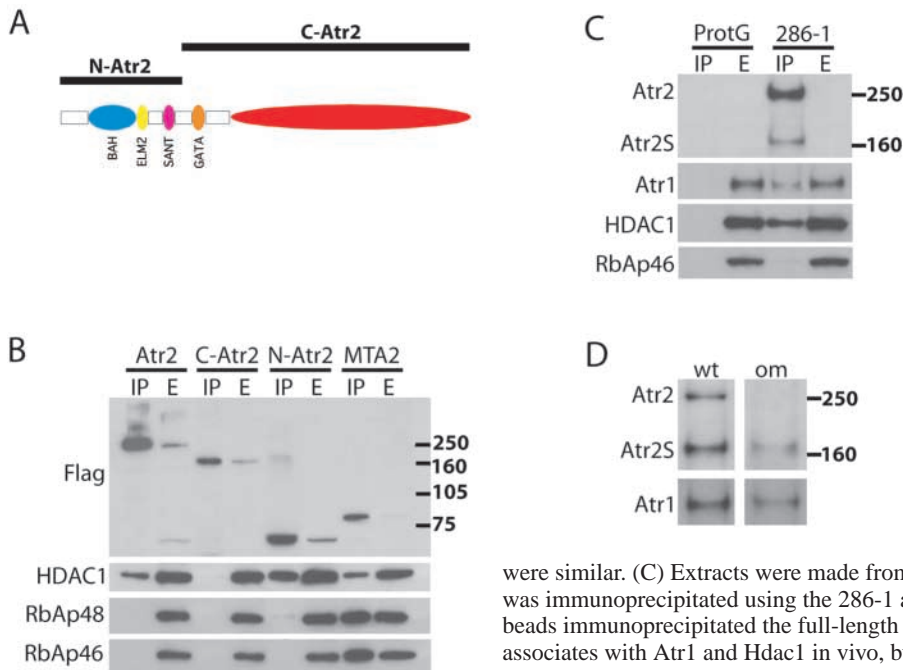 A
C-Atr2
N-Atr2
BAH
ELM2
SANT
GATA
B
Atr2 C-Atr2 N-Atr2 MTA2
IP E IP E IP E IP E
Flag
250
160
105
75
HDAC1
RbAp48
RbAp46
C
ProtG 286-1
IP E IP E
Atr2
250
Atr2S
160
Atr1
HDAC1
RbAp46
D
wt om
Atr2
250
Atr2S
160
Atr1
were similar. (C) Extracts were made from
was immunoprecipitated using the 286-1 a
beads immunoprecipitated the full-length
associates with Atr1 and Hdac1 in vivo, b